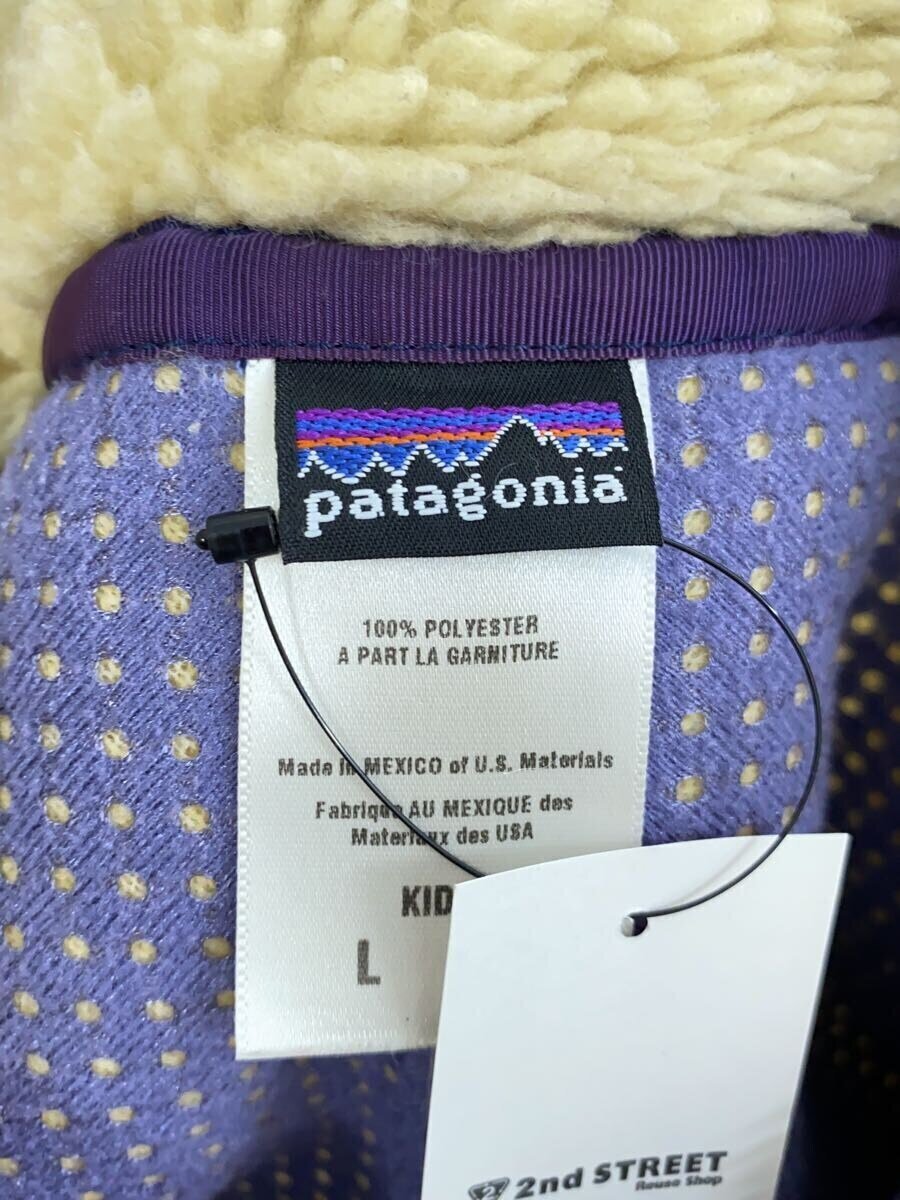 patagonia
100% POLYESTER
A PART LA GARNITURE
Made in MEXICO of U.S. Materials
Fabriqué AU MEXIQUE des
Materiaux des USA
KID
L
2nd STREET
Reuse Shop